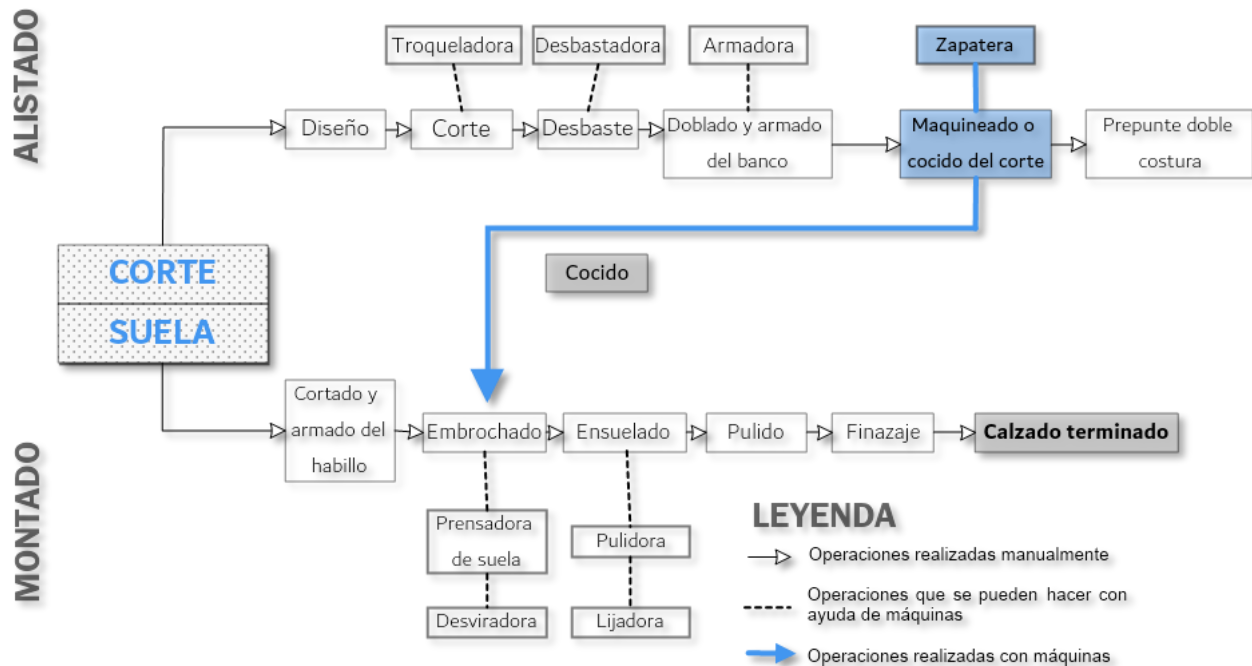 ALISTADO
Troqueladora
Desbastadora
Armadora
Zapatera
Diseño
Corte
Desbaste
Doblado y armado
del banco
Maquineado o
cocido del corte
Prepunte doble
costura
CORTE
SUELA
Cocido
MONTADO
Cortado y
armado del
habillo
Embrochado
Ensuelado
Pulido
Finazaje
Calzado terminado
Prensadora
de suela
Desviradora
Pulidora
Lijadora
LEYENDA
Operaciones realizadas manualmente
Operaciones que se pueden hacer con
ayuda de máquinas
Operaciones realizadas con máquinas